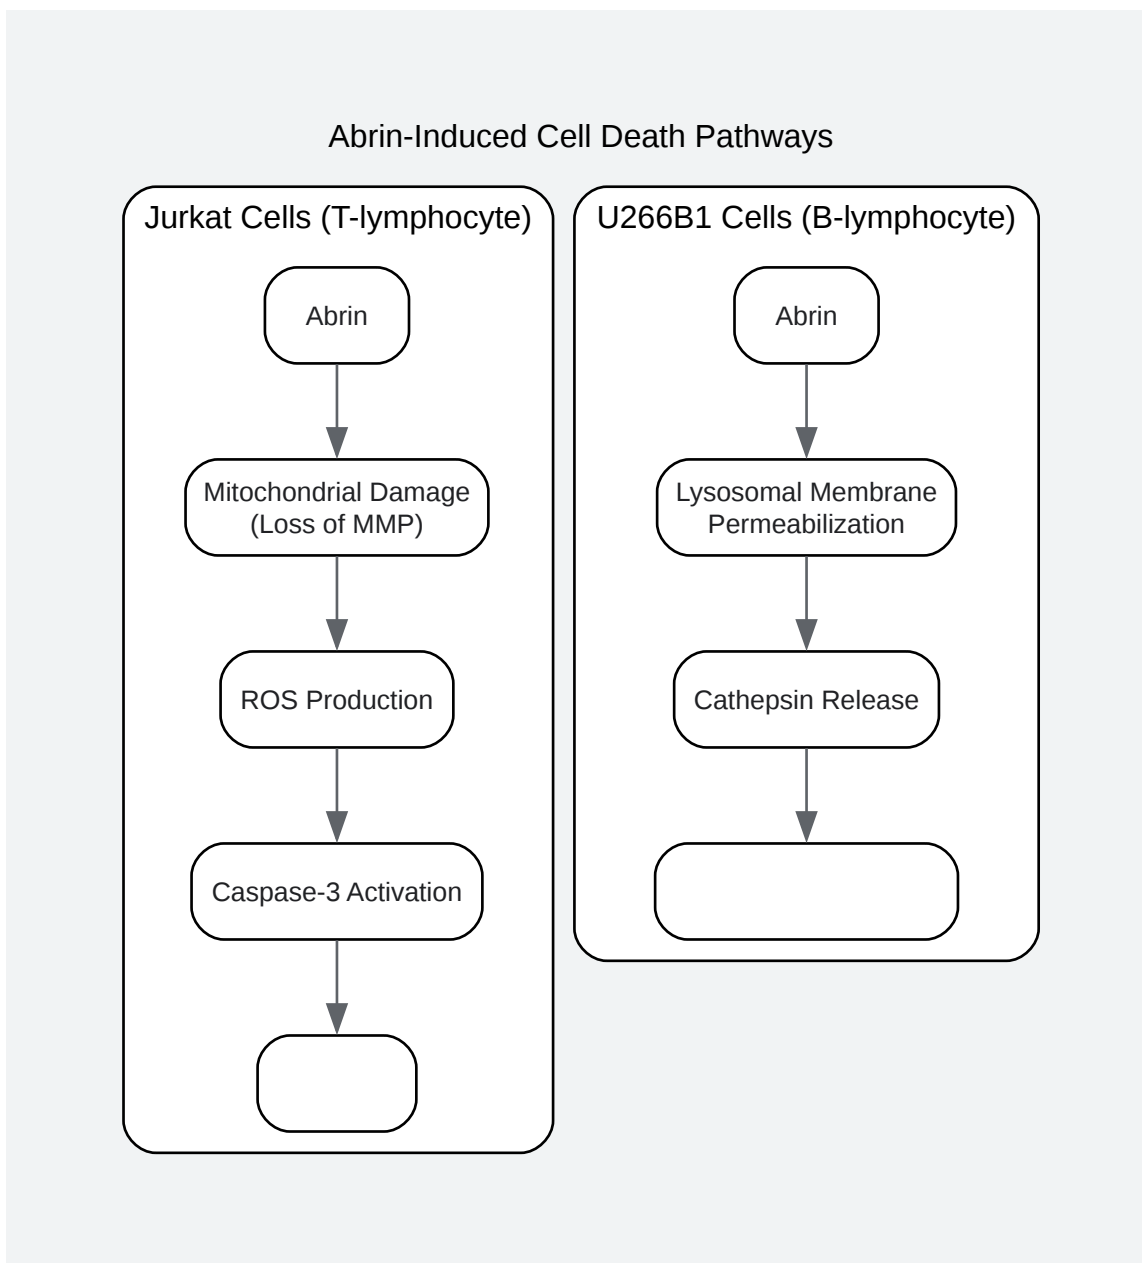 Abrin-Induced Cell Death Pathways
Jurkat Cells (T-lymphocyte)
Abrin
Mitochondrial Damage
(Loss of MMP)
ROS Production
Caspase-3 Activation
U266B1 Cells (B-lymphocyte)
Abrin
Lysosomal Membrane
Permeabilization
Cathepsin Release